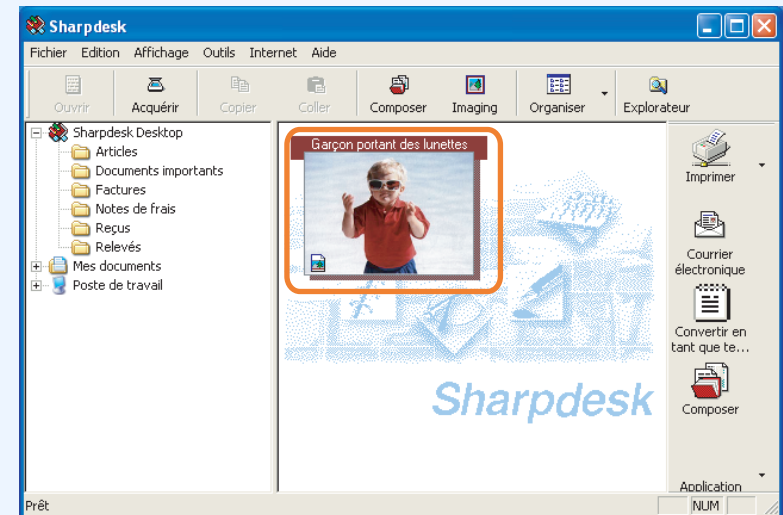 Sharpdesk
Fichier Edition Affichage Outils Internet Aide
Ouvrir Acquérir Copier Coller Composer Imaging Organiser Explorateur
Sharpdesk Desktop
Articles
Documents importants
Factures
Notes de frais
Reçus
Relevés
Mes documents
Poste de travail
Garçon portant des lunettes
Sharpdesk
Imprimer
Courrier
électronique
Convertir en
tant que te...
Composer
Application
Prêt
NUM